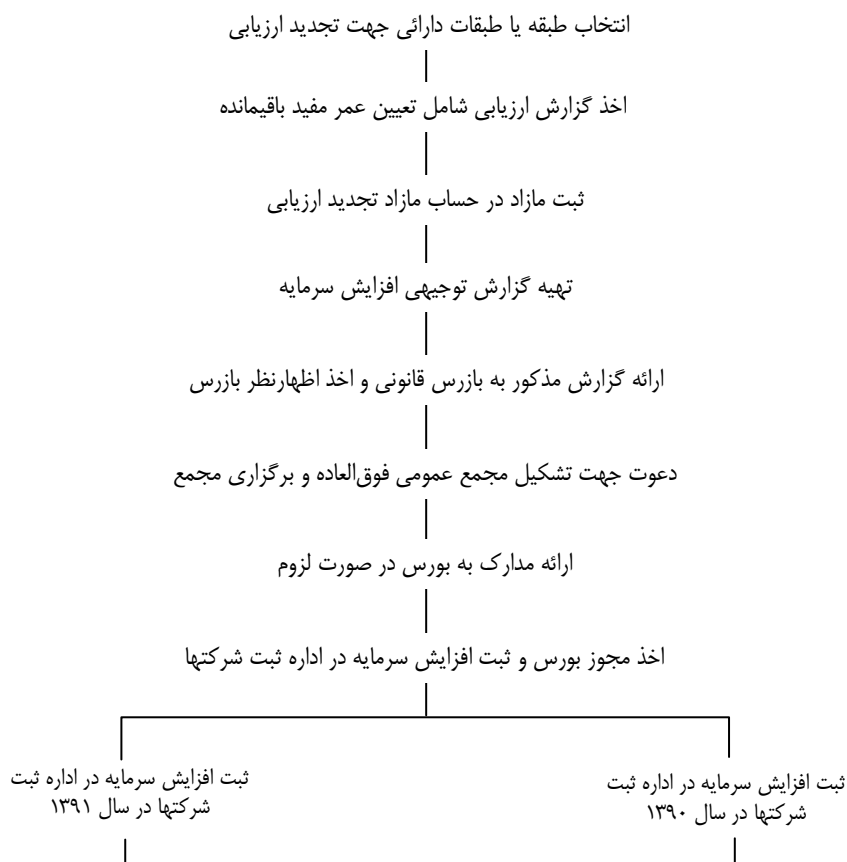 انتخاب طبقه یا طبقات دارائی جهت تجدید ارزیابی
اخذ گزارش ارزیابی شامل تعیین عمر مفید باقیمانده
ثبت مازاد در حساب مازاد تجدید ارزیابی
تهیه گزارش توجیهی افزایش سرمایه
ارائه گزارش مذکور به بازرس قانونی و اخذ اظهارنظر بازرس
دعوت جهت تشکیل مجمع عمومی فوق‌العاده و برگزاری مجمع
ارائه مدارک به بورس در صورت لزوم
اخذ مجوز بورس و ثبت افزایش سرمایه در اداره ثبت شرکتها
ثبت افزایش سرمایه در اداره ثبت
شرکتها در سال ۱۳۹۰
ثبت افزایش سرمایه در اداره ثبت
شرکتها در سال ۱۳۹۱